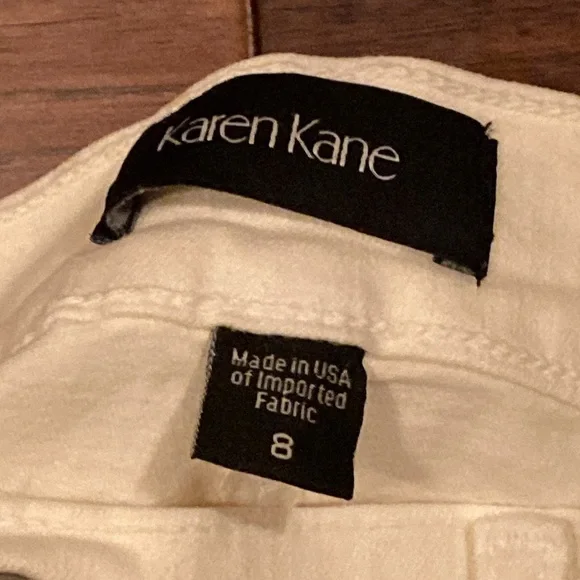 Karen Kane
Made in USA
of Imported
Fabric
8